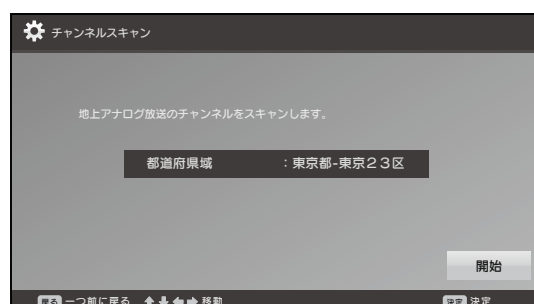 チャンネルスキャン
地上アナログ放送のチャンネルをスキャンします。
都道府県域 ：東京都-東京２３区
開始
戻る 一つ前に戻る 移動 決定 決定